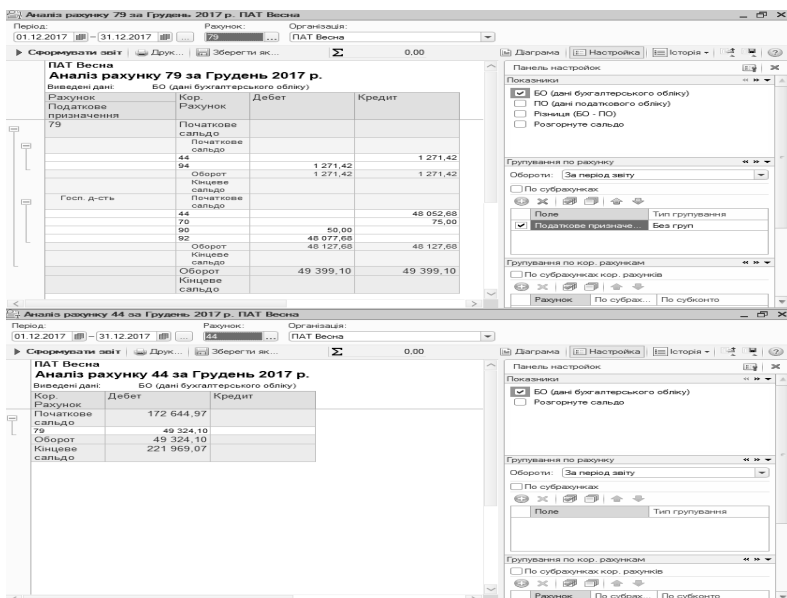 Аналіз рахунку 79 за Грудень 2017 р. ПАТ Весна
Період: Рахунок: Організація:
01.12.2017 – 31.12.2017 ... 79 ... ПАТ Весна
Сформувати звіт Друк... Зберегти як... Σ 0,00 Діаграма Настройка Історія
ПАТ Весна
Аналіз рахунку 79 за Грудень 2017 р.
Виведені дані: БО (дані бухгалтерського обліку)
Рахунок Кор. Дебет Кредит
Податкове Рахунок
призначення
79 Початкове
сальдо
Початкове
сальдо
44 1 271,42
94 1 271,42
Оборот 1 271,42 1 271,42
Кінцеве
сальдо
Госп. д-сть Початкове
сальдо
44 48 052,68
70 75,00
90 50,00
92 48 077,68
Оборот 48 127,68 48 127,68
Кінцеве
сальдо
Оборот 49 399,10 49 399,10
Кінцеве
сальдо
Панель настройок
Показники
БО (дані бухгалтерського обліку)
ПО (дані податкового обліку)
Різниця (БО - ПО)
Розгорнуте сальдо
Групування по рахунку
Обороти: За період звіту
По субрахунках
Поле Тип групування
Податкове призначе... Без груп
Групування по кор. рахункам
По субрахунках кор. рахунків
Рахунок По субрах... По субконто
Аналіз рахунку 44 за Грудень 2017 р. ПАТ Весна
Період: Рахунок: Організація:
01.12.2017 – 31.12.2017 ... 44 ... ПАТ Весна
Сформувати звіт Друк... Зберегти як... Σ 0,00 Діаграма Настройка Історія
ПАТ Весна
Аналіз рахунку 44 за Грудень 2017 р.
Виведені дані: БО (дані бухгалтерського обліку)
Кор. Дебет Кредит
Рахунок
Початкове 172 644,97
сальдо
79 49 324,10
Оборот 49 324,10
Кінцеве 221 969,07
сальдо
Панель настройок
Показники
БО (дані бухгалтерського обліку)
Розгорнуте сальдо
Групування по рахунку
Обороти: За період звіту
По субрахунках
Поле Тип групування
Групування по кор. рахункам
По субрахунках кор. рахунків
Рахунок По субрах... По субконто